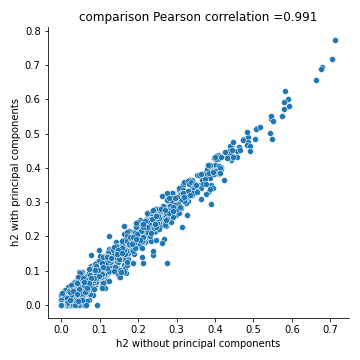 comparison Pearson correlation =0.991
h2 with principal components
0.8
0.7
0.6
0.5
0.4
0.3
0.2
0.1
0.0
0.0 0.1 0.2 0.3 0.4 0.5 0.6 0.7
h2 without principal components